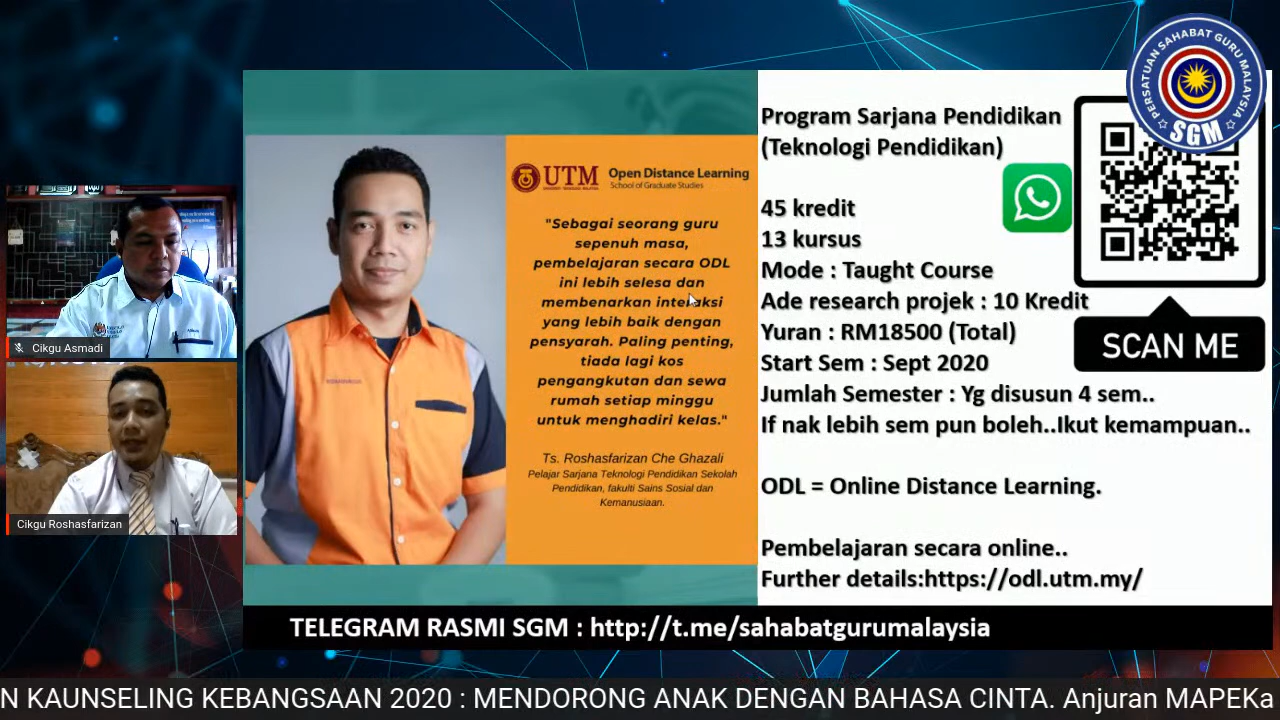 Cikgu Asmadi
Cikgu Roshasfarizan
UTM
UNIVERSITI TEKNOLOGI MALAYSIA
Open Distance Learning
School of Graduate Studies
"Sebagai seorang guru
sepenuh masa,
pembelajaran secara ODL
ini lebih selesa dan
membenarkan interaksi
yang lebih baik dengan
pensyarah. Paling penting,
tiada lagi kos
pengangkutan dan sewa
rumah setiap minggu
untuk menghadiri kelas."
Ts. Roshasfarizan Che Ghazali
Pelajar Sarjana Teknologi Pendidikan Sekolah
Pendidikan, fakulti Sains Sosial dan
Kemanusiaan.
Program Sarjana Pendidikan
(Teknologi Pendidikan)
45 kredit
13 kursus
Mode : Taught Course
Ade research projek : 10 Kredit
Yuran : RM18500 (Total)
Start Sem : Sept 2020
Jumlah Semester : Yg disusun 4 sem..
If nak lebih sem pun boleh..Ikut kemampuan..
ODL = Online Distance Learning.
Pembelajaran secara online..
Further details:https://odl.utm.my/
PERSATUAN SAHABAT GURU MALAYSIA
SGM
SCAN ME
TELEGRAM RASMI SGM : http://t.me/sahabatgurumalaysia
N KAUNSELING KEBANGSAAN 2020 : MENDORONG ANAK DENGAN BAHASA CINTA. Anjuran MAPEKa